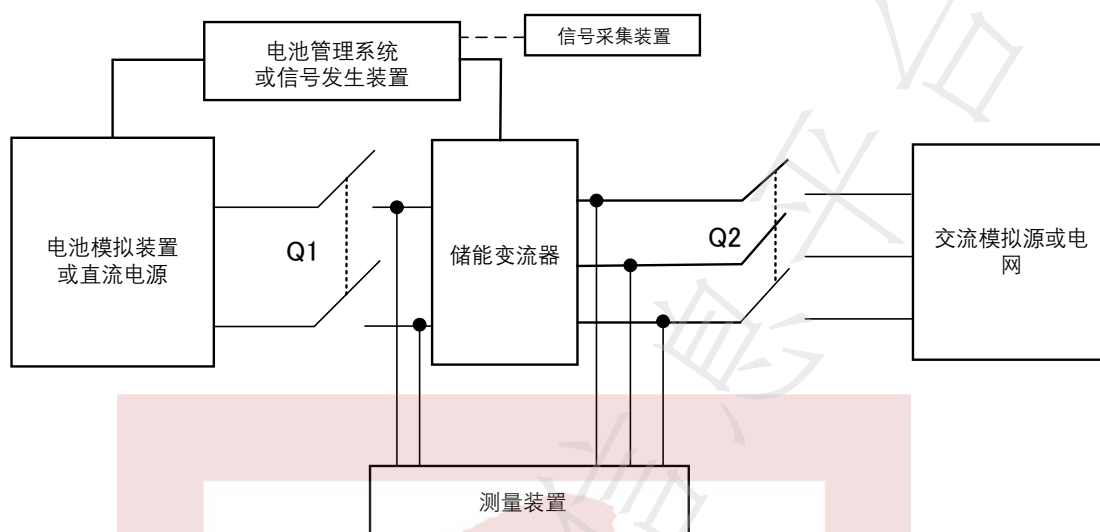 电池管理系统
或信号发生装置
信号采集装置
电池模拟装置
或直流电源
Q1
储能变流器
Q2
交流模拟源或电
网
测量装置